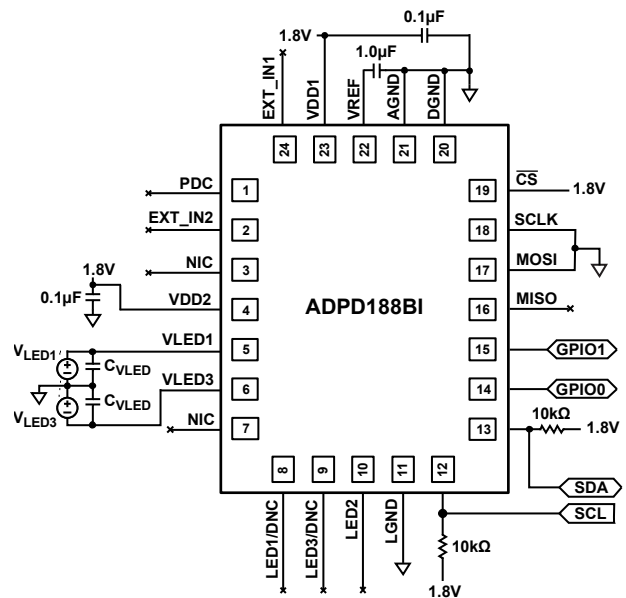 1.8V
0.1µF
1.0µF
EXT_IN1
VDD1
VREF
AGND
DGND
24
23
22
21
20
PDC
1
EXT_IN2
2
NIC
3
1.8V
0.1µF
VDD2
4
VLED1
5
VLED1
CVLED
VLED3
6
CVLED
VLED3
NIC
7
ADPD188BI
19
CS
1.8V
18
SCLK
17
MOSI
16
MISO
15
GPIO1
14
GPIO0
13
10kΩ
1.8V
SDA
SCL
8
9
10
11
12
LED1/DNC
LED3/DNC
LED2
LGND
10kΩ
1.8V